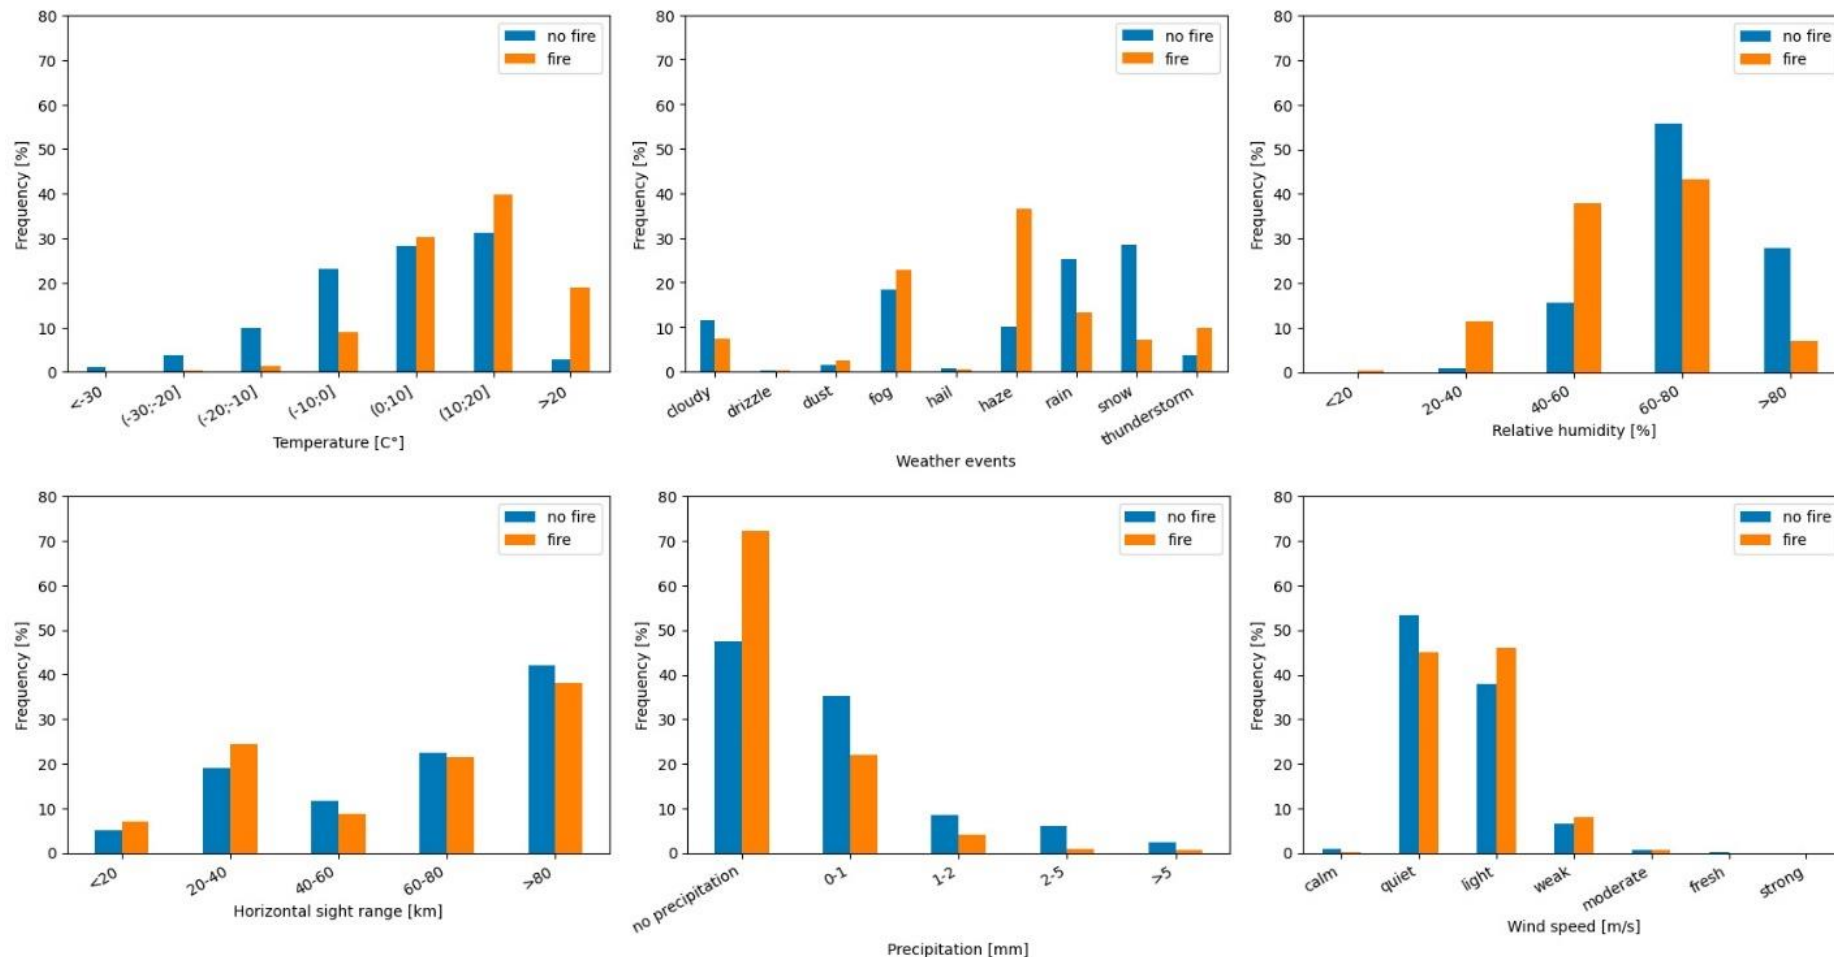 80
70
60
50
40
30
20
10
0
Frequency [%]
no fire
fire
<-30
(-30;-20]
(-20;-10]
(-10;0]
(0;10]
(10;20]
>20
Temperature [C°]
80
70
60
50
40
30
20
10
0
Frequency [%]
no fire
fire
cloudy
drizzle
dust
fog
hail
haze
rain
snow
thunderstorm
Weather events
80
70
60
50
40
30
20
10
0
Frequency [%]
no fire
fire
<20
20-40
40-60
60-80
>80
Relative humidity [%]
80
70
60
50
40
30
20
10
0
Frequency [%]
no fire
fire
<20
20-40
40-60
60-80
>80
Horizontal sight range [km]
80
70
60
50
40
30
20
10
0
Frequency [%]
no fire
fire
no precipitation
0-1
1-2
2-5
>5
Precipitation [mm]
80
70
60
50
40
30
20
10
0
Frequency [%]
no fire
fire
calm
quiet
light
weak
moderate
fresh
strong
Wind speed [m/s]